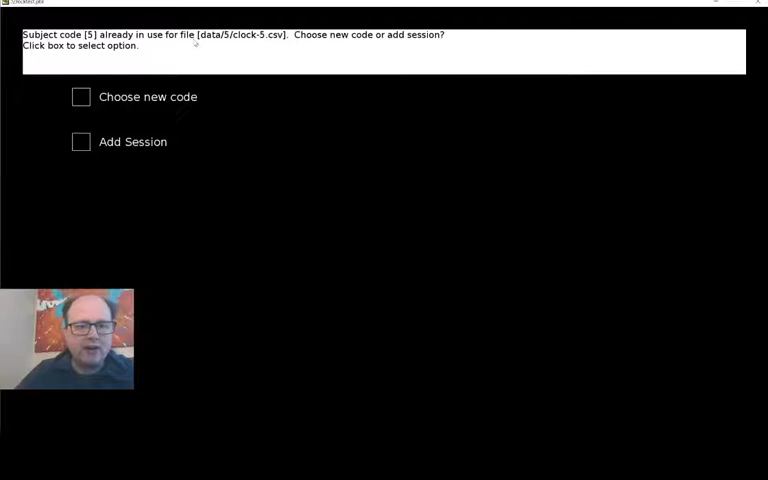 Subject code [5] already in use for file [data/5/clock-5.csv].  Choose new code or add session?
Click box to select option.
Choose new code
Add Session